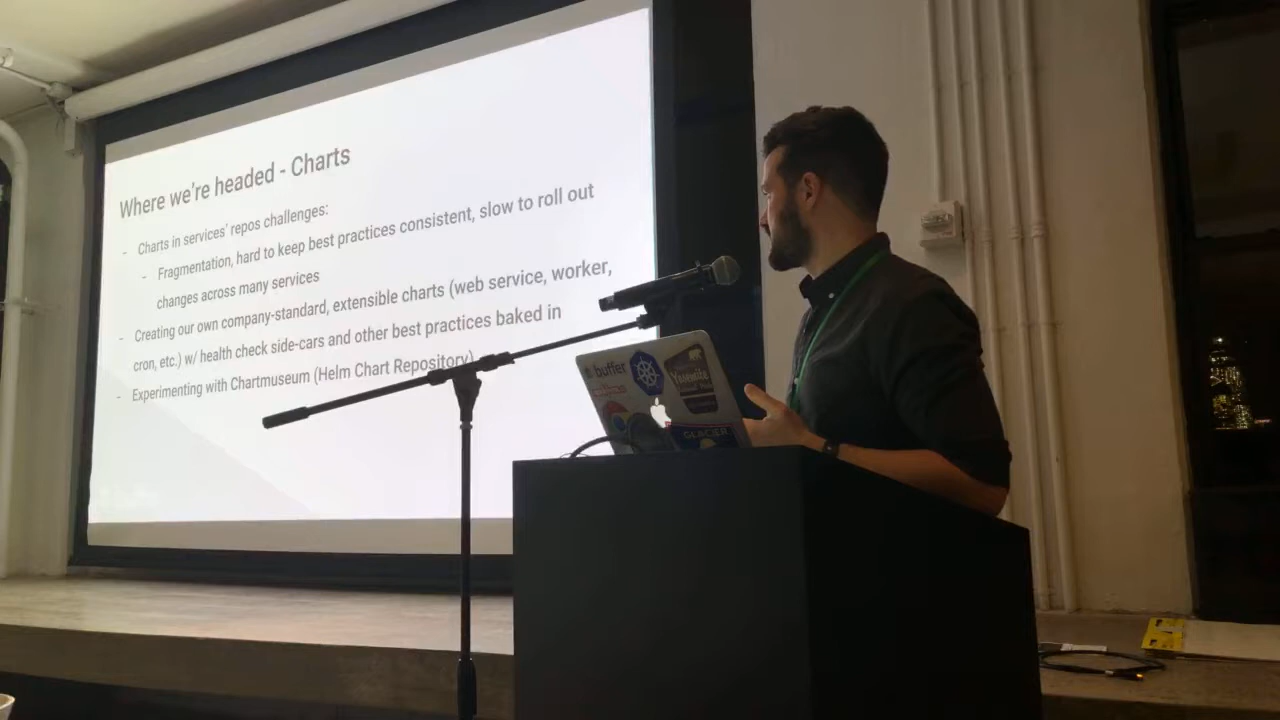 Where we're headed - Charts
- Charts in services' repos challenges:
- Fragmentation, hard to keep best practices consistent, slow to roll out
changes across many services
- Creating our own company-standard, extensible charts (web service, worker,
cron, etc.) w/ health check side-cars and other best practices baked in
- Experimenting with Chartmuseum (Helm Chart Repository)
buffer
Yosemite
GLACIER